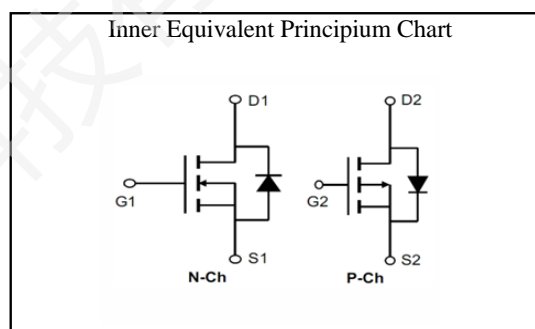 Inner Equivalent Principium Chart
D1 D2
G1 G2
S1 S2
N-Ch P-Ch